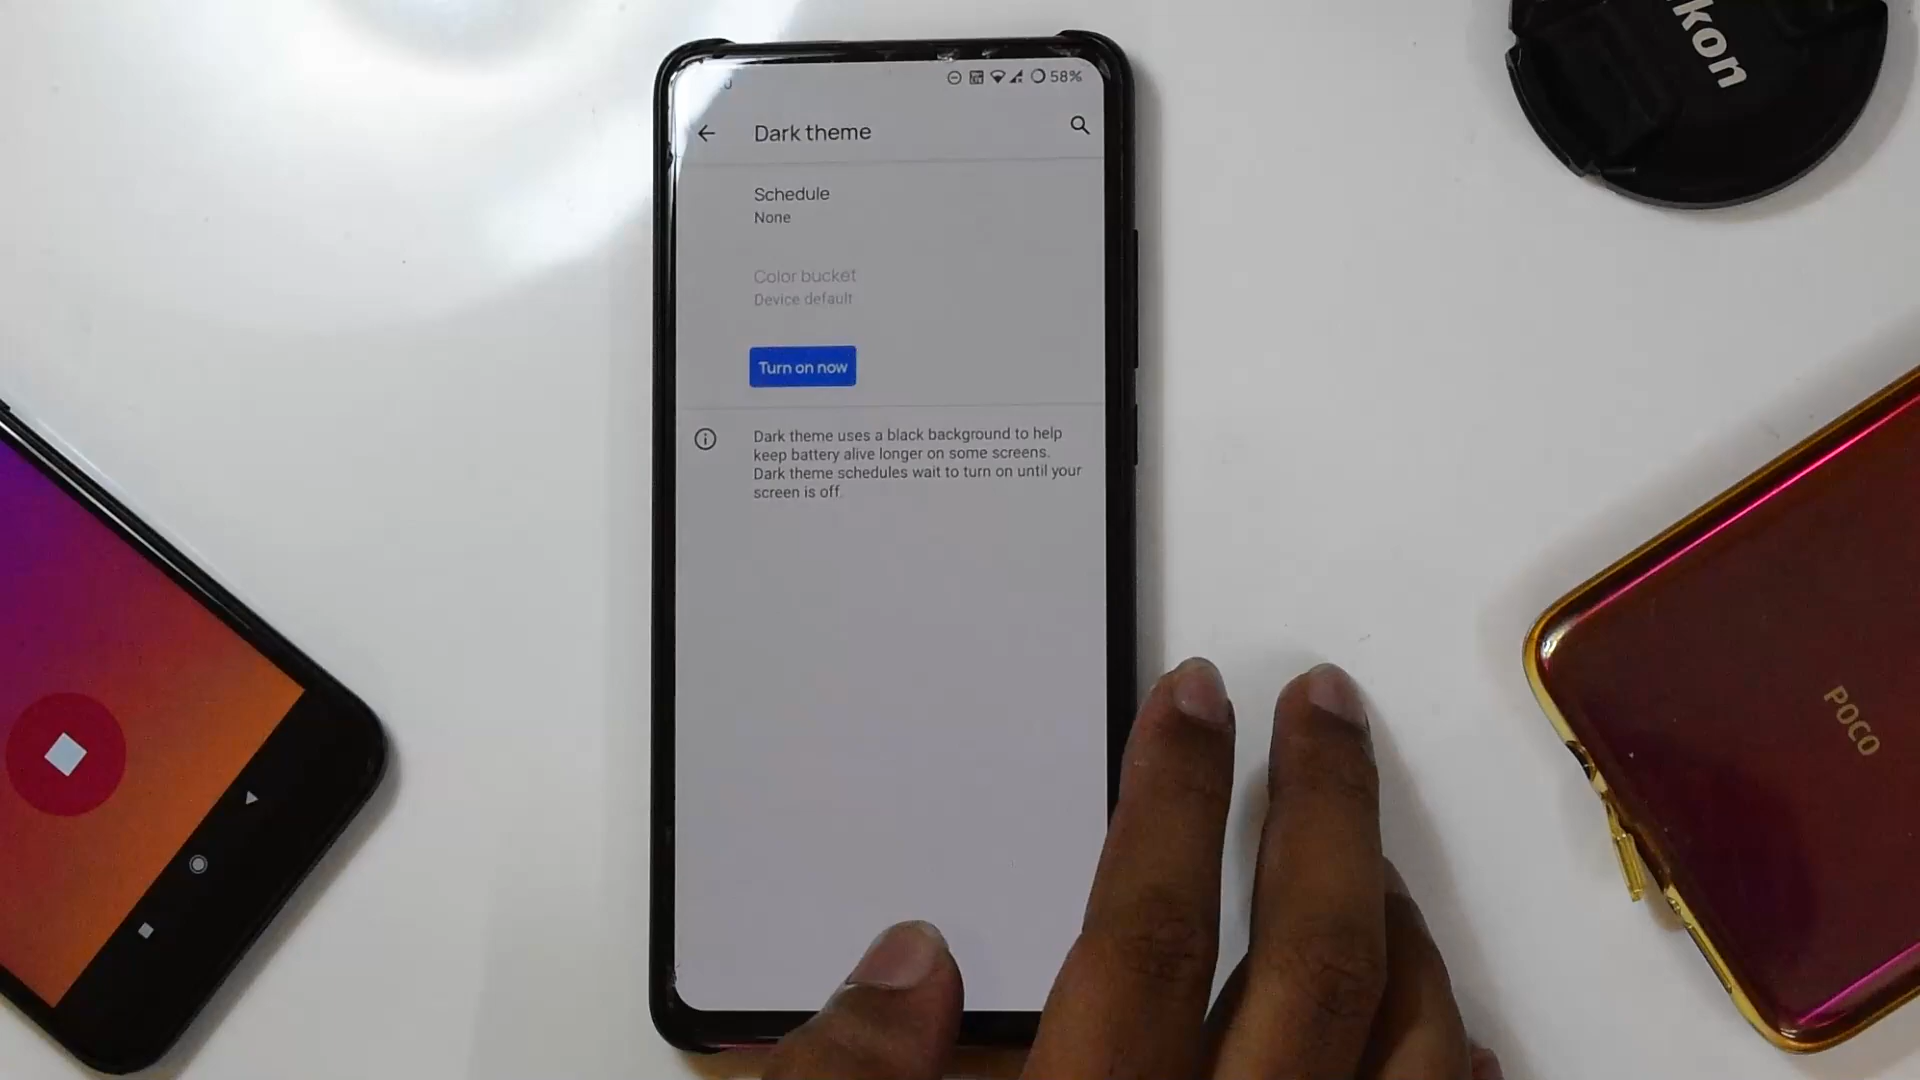 58%
Dark theme
Schedule
None
Color bucket
Device default
Turn on now
Dark theme uses a black background to help
keep battery alive longer on some screens.
Dark theme schedules wait to turn on until your
screen is off.
kon
POCO